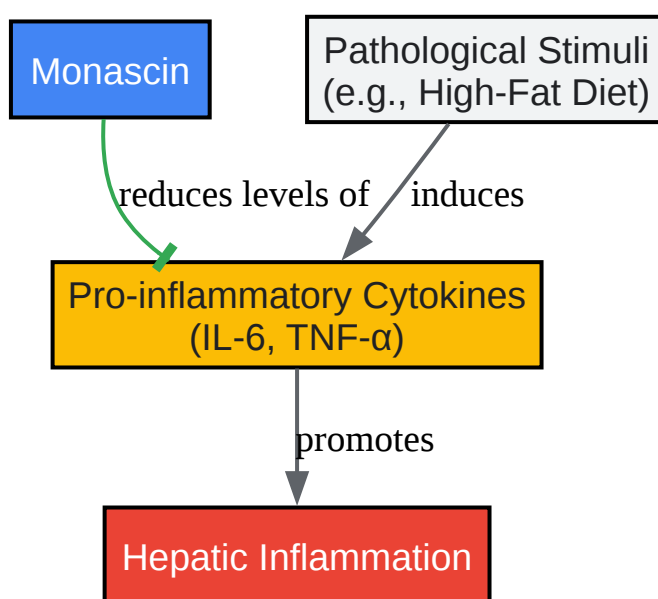 Monascin
Pathological Stimuli
(e.g., High-Fat Diet)
reduces levels of
induces
Pro-inflammatory Cytokines
(IL-6, TNF-α)
promotes
Hepatic Inflammation